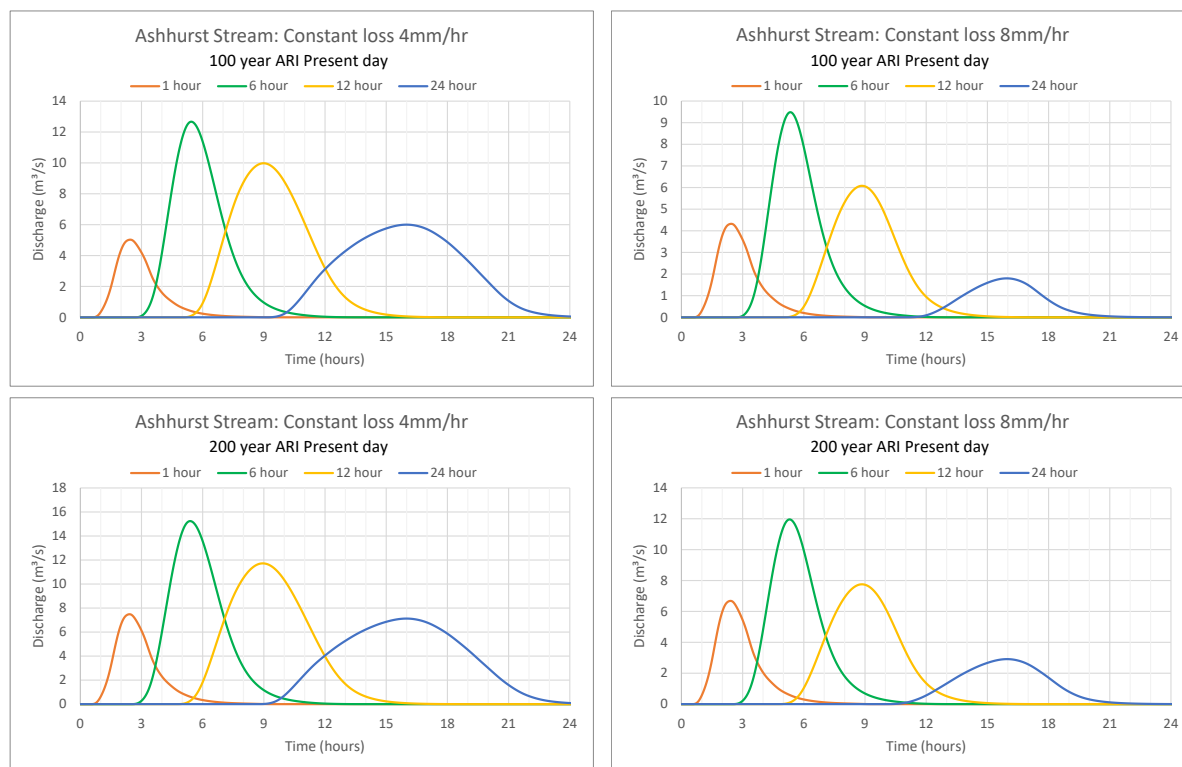 Ashhurst Stream: Constant loss 4mm/hr
100 year ARI Present day
1 hour 6 hour 12 hour 24 hour
14
12
10
8
6
4
2
0
Discharge (m³/s)
0 3 6 9 12 15 18 21 24
Time (hours)
Ashhurst Stream: Constant loss 8mm/hr
100 year ARI Present day
1 hour 6 hour 12 hour 24 hour
10
9
8
7
6
5
4
3
2
1
0
Discharge (m³/s)
0 3 6 9 12 15 18 21 24
Time (hours)
Ashhurst Stream: Constant loss 4mm/hr
200 year ARI Present day
1 hour 6 hour 12 hour 24 hour
18
16
14
12
10
8
6
4
2
0
Discharge (m³/s)
0 3 6 9 12 15 18 21 24
Time (hours)
Ashhurst Stream: Constant loss 8mm/hr
200 year ARI Present day
1 hour 6 hour 12 hour 24 hour
14
12
10
8
6
4
2
0
Discharge (m³/s)
0 3 6 9 12 15 18 21 24
Time (hours)